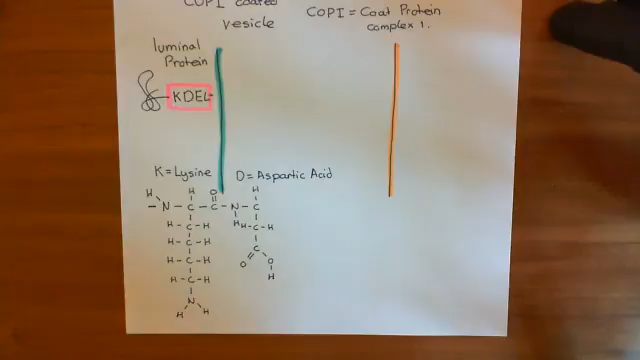 COPI coated
vesicle
COPI = Coat Protein
Complex 1.
luminal
Protein
KDEL
K = Lysine
D = Aspartic Acid
H H O H
- N - C - C - N - C
H - C - H H H - C - H
H - C - H C
H - C - H O O
H - C - H H
N
H H